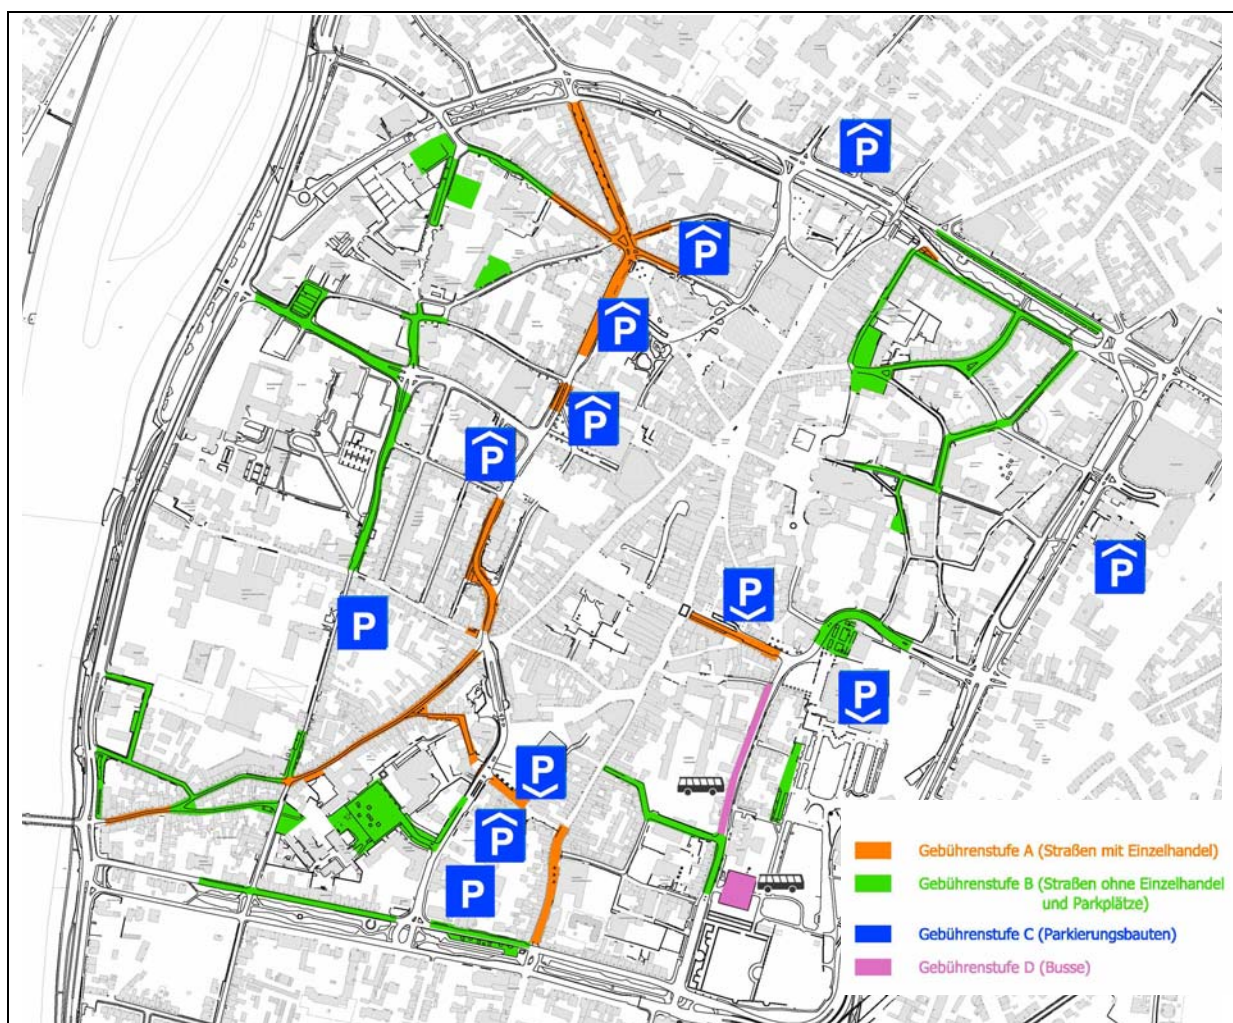 P
P
P
P
P
P
P
P
P
P
P
P
Gebührenstufe A (Straßen mit Einzelhandel)
Gebührenstufe B (Straßen ohne Einzelhandel
und Parkplätze)
Gebührenstufe C (Parkierungsbauten)
Gebührenstufe D (Busse)